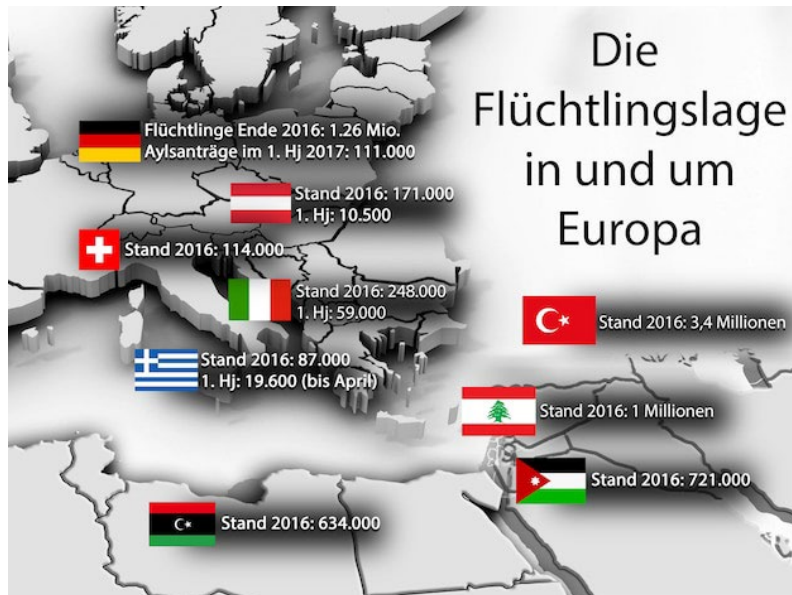 Die
Flüchtlingslage
in und um
Europa
Flüchtlinge Ende 2016: 1.26 Mio.
Aylsanträge im 1. Hj 2017: 111.000
Stand 2016: 171.000
1. Hj: 10.500
Stand 2016: 114.000
Stand 2016: 248.000
1. Hj: 59.000
Stand 2016: 3,4 Millionen
Stand 2016: 87.000
1. Hj: 19.600 (bis April)
Stand 2016: 1 Millionen
Stand 2016: 721.000
Stand 2016: 634.000